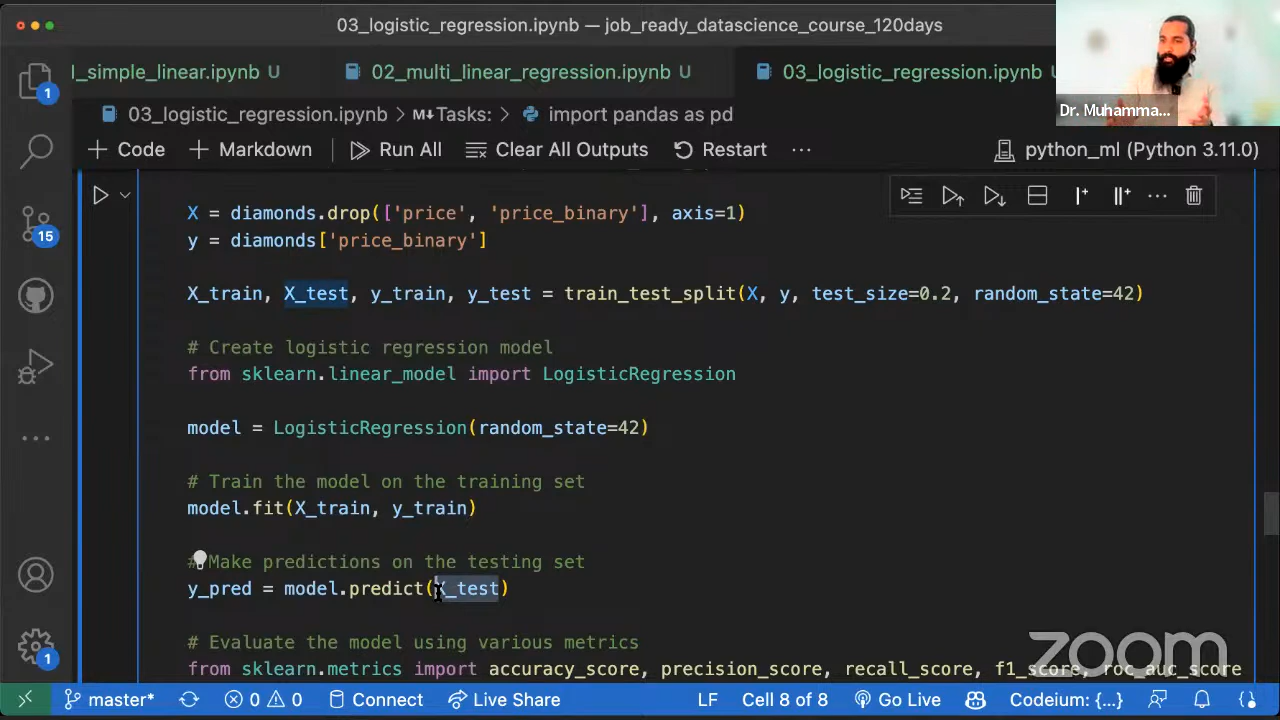 03_logistic_regression.ipynb — job_ready_datascience_course_120days
l_simple_linear.ipynb U 02_multi_linear_regression.ipynb U 03_logistic_regression.ipynb U
Dr. Muhamma...
03_logistic_regression.ipynb > M↓Tasks: > import pandas as pd
+ Code + Markdown Run All Clear All Outputs Restart ... python_ml (Python 3.11.0)
X = diamonds.drop(['price', 'price_binary'], axis=1)
y = diamonds['price_binary']
X_train, X_test, y_train, y_test = train_test_split(X, y, test_size=0.2, random_state=42)
# Create logistic regression model
from sklearn.linear_model import LogisticRegression
model = LogisticRegression(random_state=42)
# Train the model on the training set
model.fit(X_train, y_train)
# Make predictions on the testing set
y_pred = model.predict(X_test)
# Evaluate the model using various metrics
from sklearn.metrics import accuracy_score, precision_score, recall_score, f1_score, roc_auc_score
zoom
master* 0 0 Connect Live Share LF Cell 8 of 8 Go Live Codeium: {...}
1
15
1